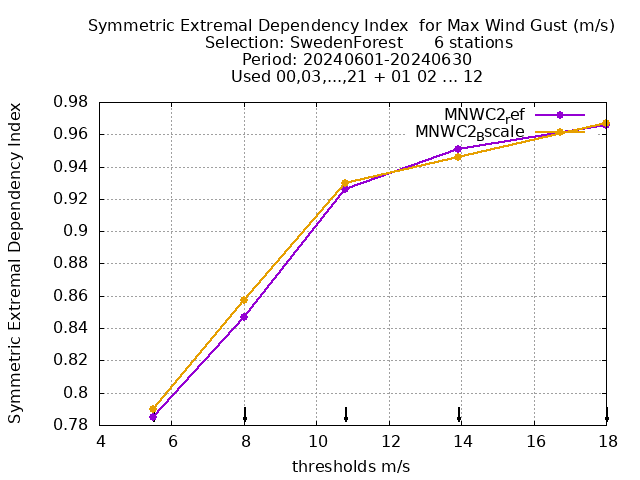 Symmetric Extremal Dependency Index  for Max Wind Gust (m/s)
Selection: SwedenForest      6 stations
Period: 20240601-20240630
Used 00,03,...,21 + 01 02 ... 12
Symmetric Extremal Dependency Index
0.98
0.96
0.94
0.92
0.9
0.88
0.86
0.84
0.82
0.8
0.78
MNWC2ref
MNWC2Bscale
4 6 8 10 12 14 16 18
thresholds m/s